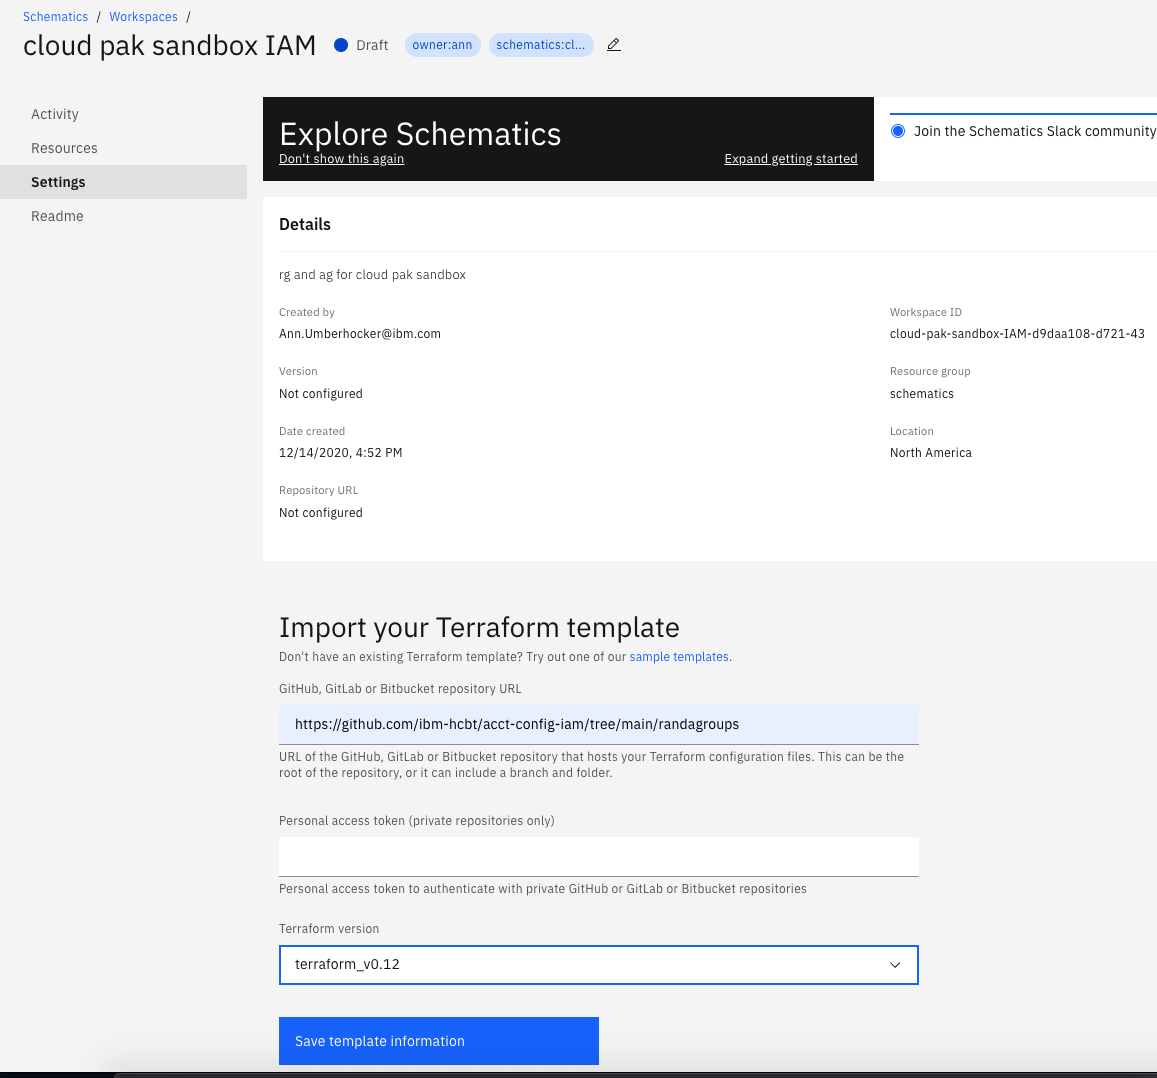 Schematics / Workspaces /
cloud pak sandbox IAM Draft owner:ann schematics:cl...
Activity
Resources
Settings
Readme
Explore Schematics
Don't show this again Expand getting started
Join the Schematics Slack community
Details
rg and ag for cloud pak sandbox
Created by Workspace ID
Ann.Umberhocker@ibm.com cloud-pak-sandbox-IAM-d9daa108-d721-43
Version Resource group
Not configured schematics
Date created Location
12/14/2020, 4:52 PM North America
Repository URL
Not configured
Import your Terraform template
Don't have an existing Terraform template? Try out one of our sample templates.
GitHub, GitLab or Bitbucket repository URL
https://github.com/ibm-hcbt/acct-config-iam/tree/main/randagroups
URL of the GitHub, GitLab or Bitbucket repository that hosts your Terraform configuration files. This can be the
root of the repository, or it can include a branch and folder.
Personal access token (private repositories only)
Personal access token to authenticate with private GitHub or GitLab or Bitbucket repositories
Terraform version
terraform_v0.12
Save template information